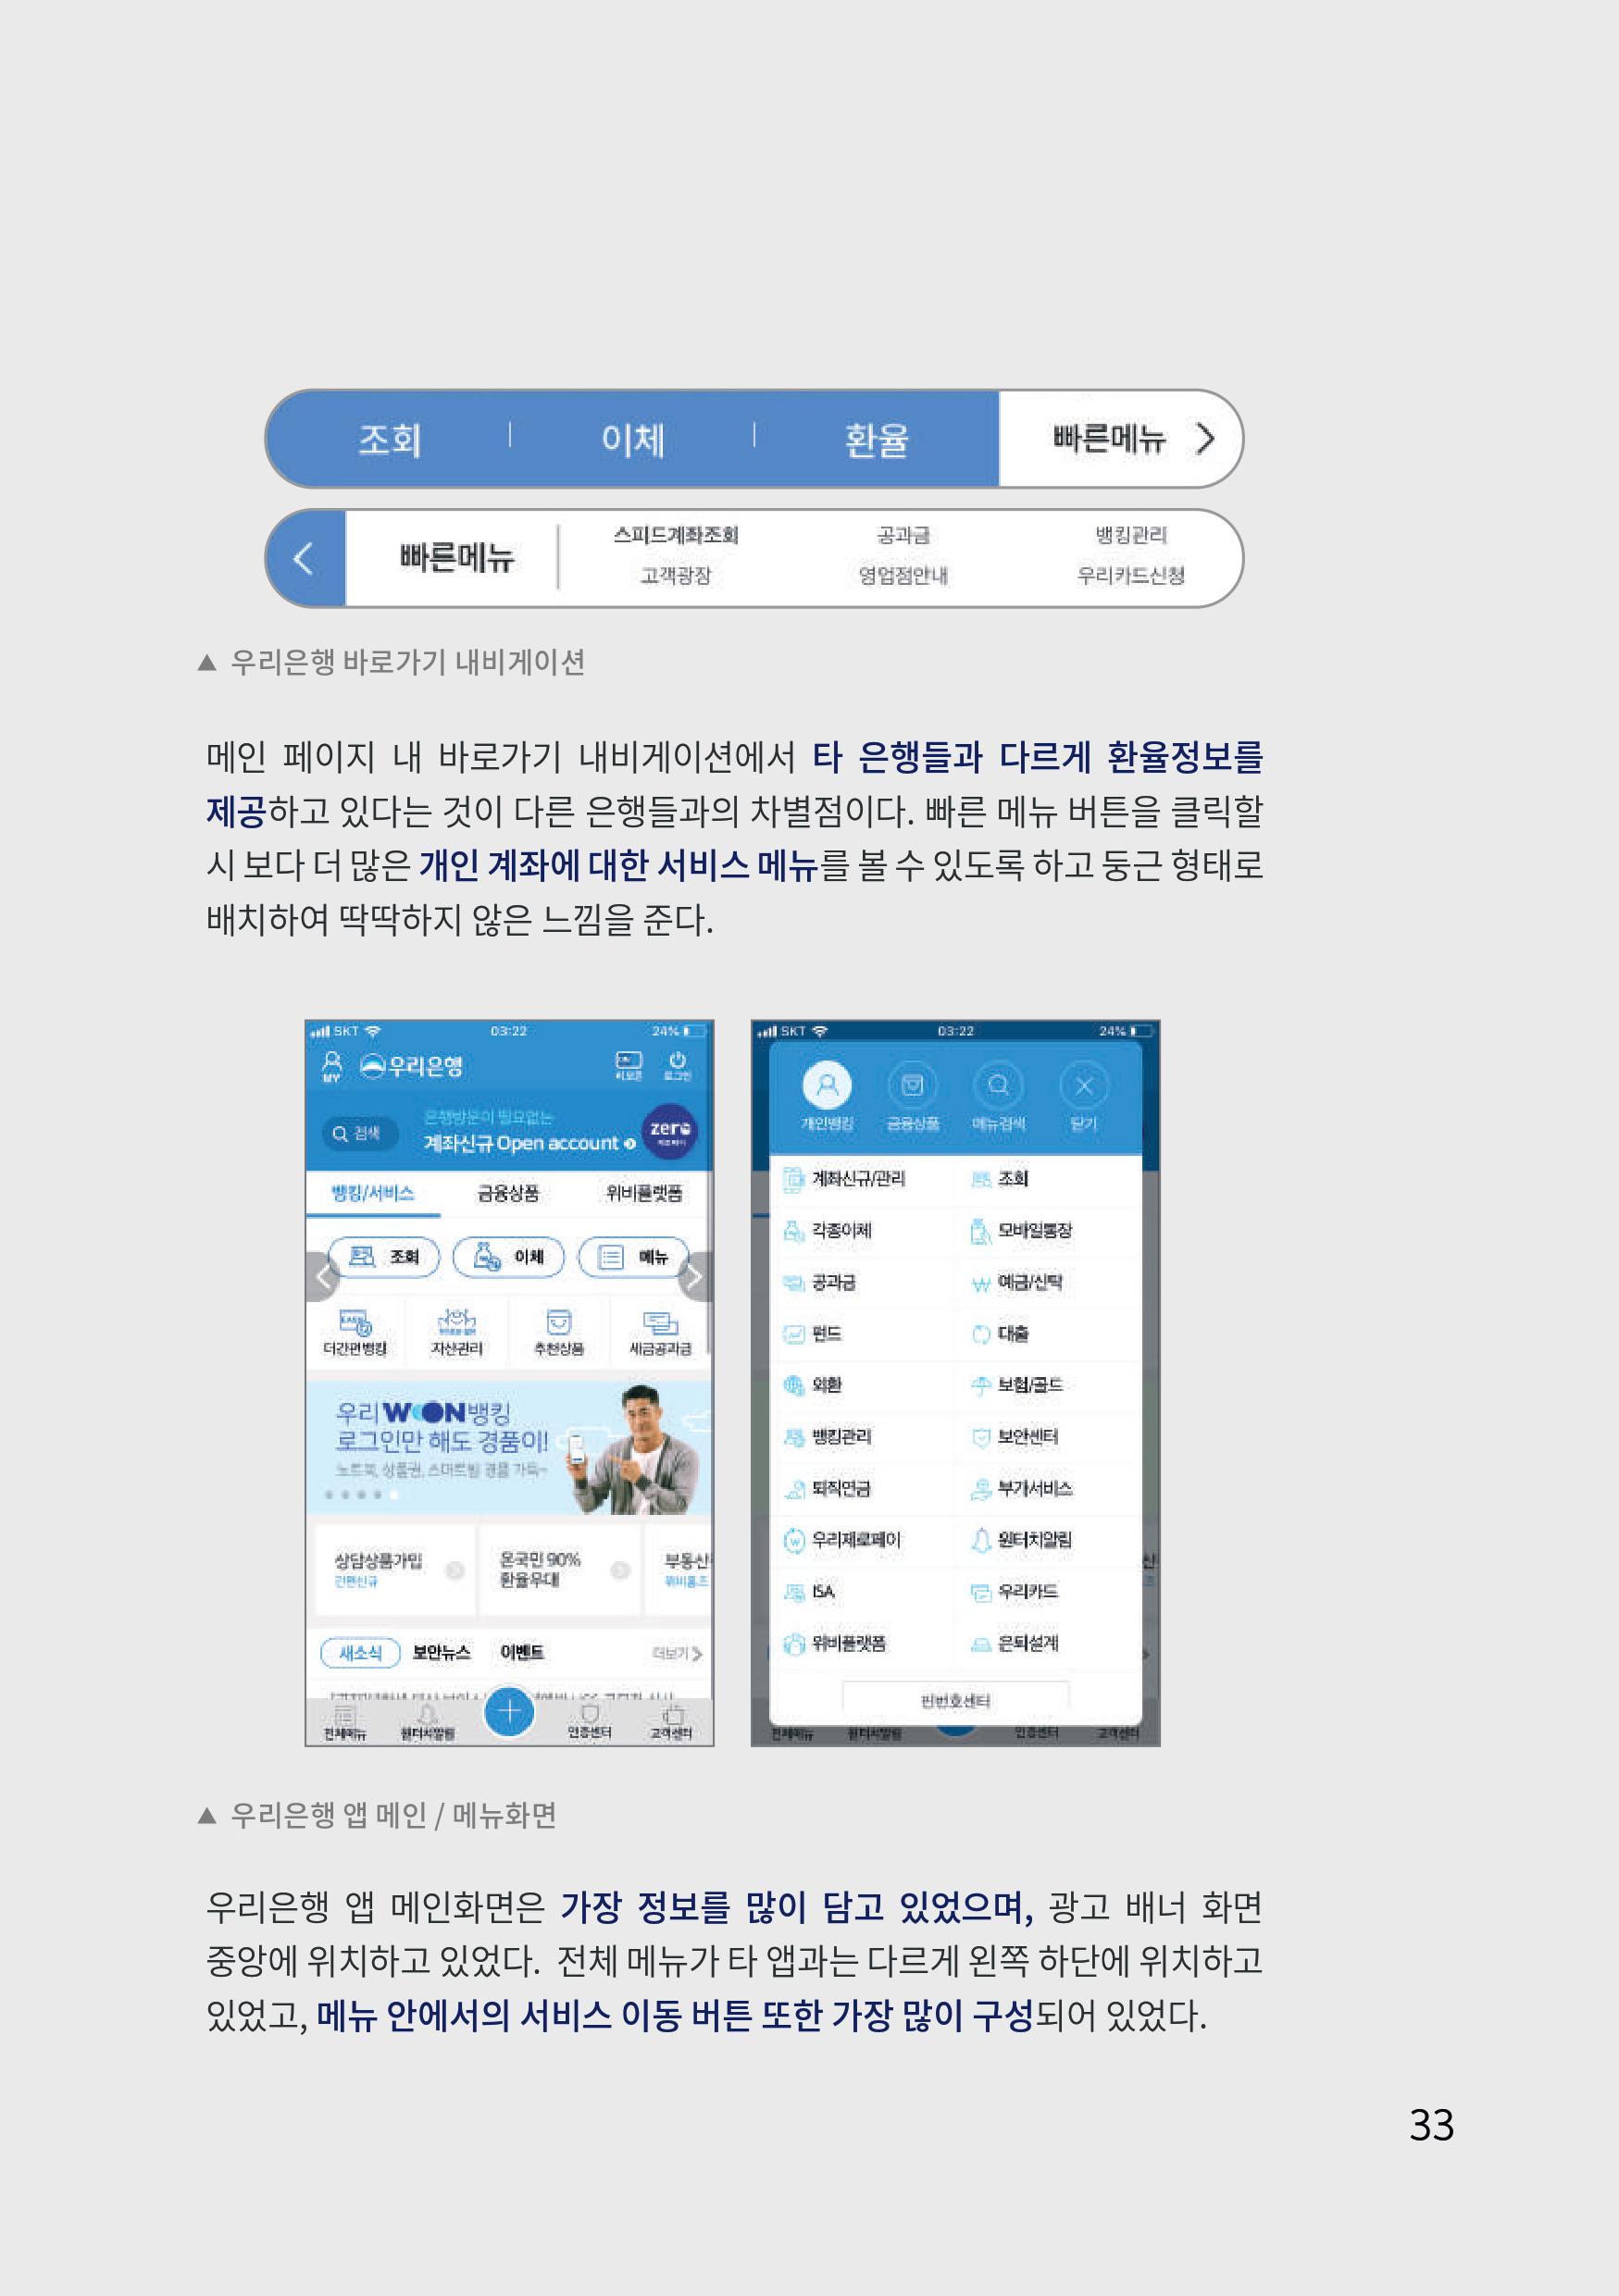 조회 이체 환율 빠른메뉴
빠른메뉴 스피드계좌조회 공과금 뱅킹관리
고객광장 영업점안내 우리카드신청
▲ 우리은행 바로가기 내비게이션
메인 페이지 내 바로가기 내비게이션에서 타 은행들과 다르게 환율정보를
제공하고 있다는 것이 다른 은행들과의 차별점이다. 빠른 메뉴 버튼을 클릭할
시 보다 더 많은 개인 계좌에 대한 서비스 메뉴를 볼 수 있도록 하고 둥근 형태로
배치하여 딱딱하지 않은 느낌을 준다.
SKT 03:22 24%
MY 우리은행 로그인
은행방문이 필요없는
검색 계좌신규 Open account zero
뱅킹/서비스 금융상품 위비플랫폼
조회 이체 메뉴
더간편뱅킹 자산관리 추천상품 세금공과금
우리 WON 뱅킹
로그인만 해도 경품이!
노트북, 상품권, 스마트빔 경품 가득~
상담상품가입 온국민 90% 부동산
간편신규 환율우대
새소식 보안뉴스 이벤트 더보기
전체메뉴 원터치알림 인증센터 고객센터
SKT 03:22 24%
개인뱅킹 금융상품 메뉴검색 닫기
계좌신규/관리 조회
각종이체 모바일통장
공과금 예금/신탁
펀드 대출
외환 보험/골드
뱅킹관리 보안센터
퇴직연금 부가서비스
우리제로페이 원터치알림
ISA 우리카드
위비플랫폼 은퇴설계
핀번호센터
전체메뉴 원터치알림 인증센터 고객센터
▲ 우리은행 앱 메인 / 메뉴화면
우리은행 앱 메인화면은 가장 정보를 많이 담고 있었으며, 광고 배너 화면
중앙에 위치하고 있었다. 전체 메뉴가 타 앱과는 다르게 왼쪽 하단에 위치하고
있었고, 메뉴 안에서의 서비스 이동 버튼 또한 가장 많이 구성되어 있었다.
33